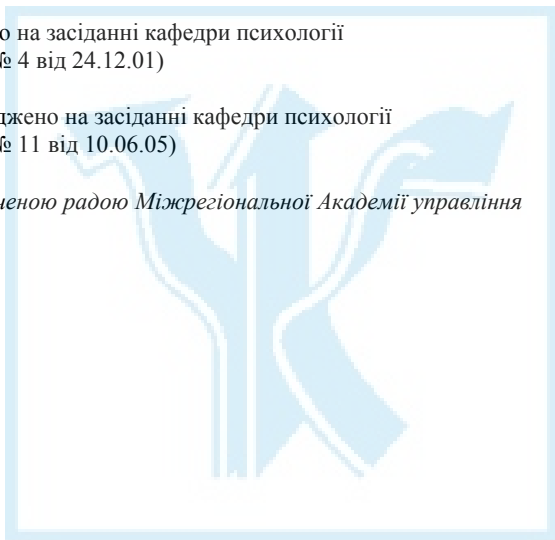 о на засіданні кафедри психології
№ 4 від 24.12.01)
джено на засіданні кафедри психології
№ 11 від 10.06.05)
ченою радою Міжрегіональної Академії управління